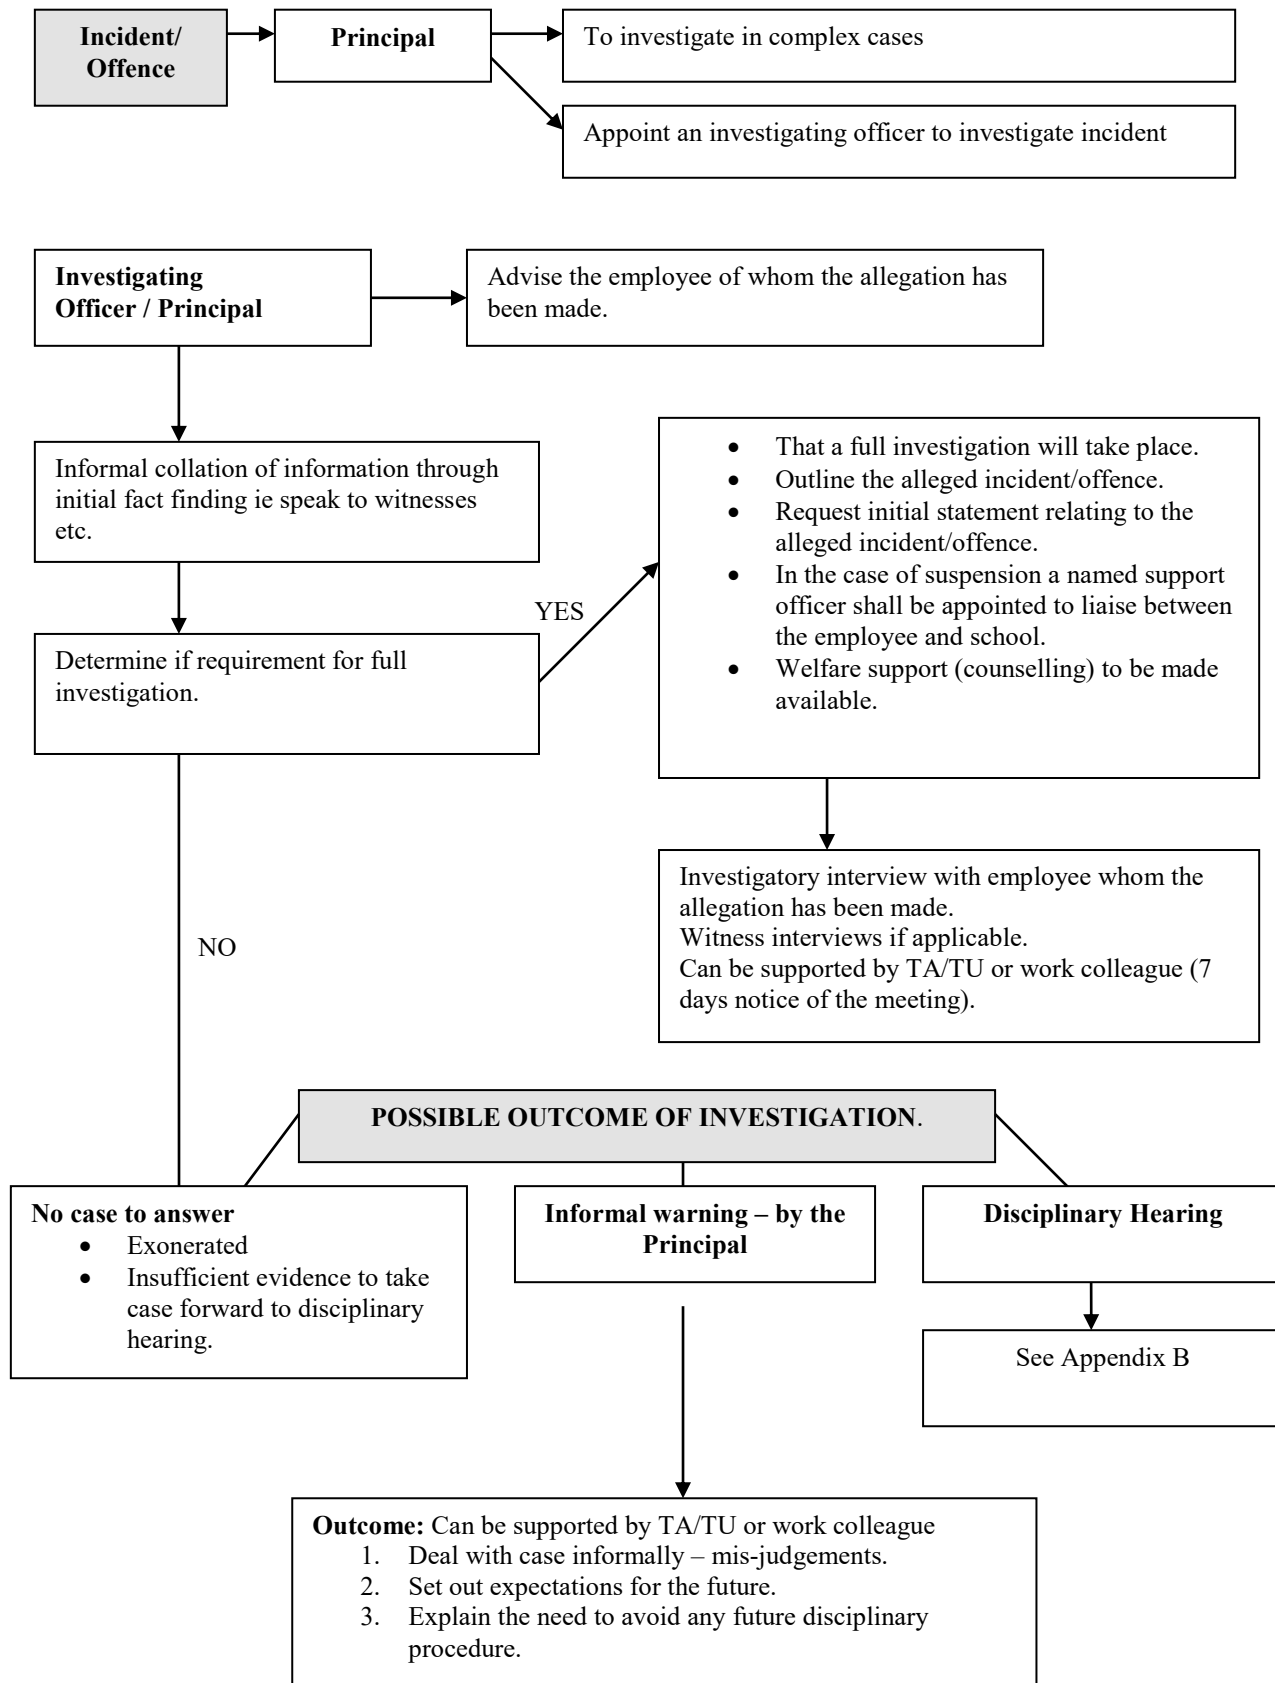 Incident/
Offence
Principal
To investigate in complex cases
Appoint an investigating officer to investigate incident
Investigating
Officer / Principal
Advise the employee of whom the allegation has
been made.
Informal collation of information through
initial fact finding ie speak to witnesses
etc.
Determine if requirement for full
investigation.
YES
• That a full investigation will take place.
• Outline the alleged incident/offence.
• Request initial statement relating to the
alleged incident/offence.
• In the case of suspension a named support
officer shall be appointed to liaise between
the employee and school.
• Welfare support (counselling) to be made
available.
Investigatory interview with employee whom the
allegation has been made.
Witness interviews if applicable.
Can be supported by TA/TU or work colleague (7
days notice of the meeting).
NO
POSSIBLE OUTCOME OF INVESTIGATION.
No case to answer
• Exonerated
• Insufficient evidence to take
case forward to disciplinary
hearing.
Informal warning – by the
Principal
Disciplinary Hearing
See Appendix B
Outcome: Can be supported by TA/TU or work colleague
1. Deal with case informally – mis-judgements.
2. Set out expectations for the future.
3. Explain the need to avoid any future disciplinary
procedure.